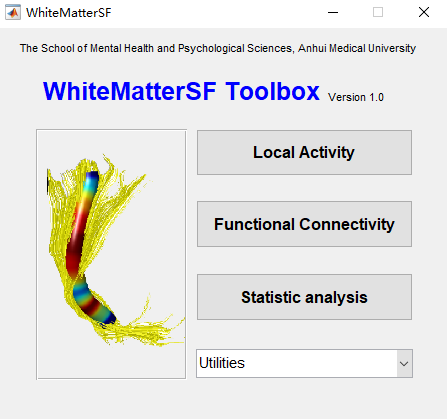 WhiteMatterSF
The School of Mental Health and Psychological Sciences, Anhui Medical University
WhiteMatterSF Toolbox Version 1.0
Local Activity
Functional Connectivity
Statistic analysis
Utilities